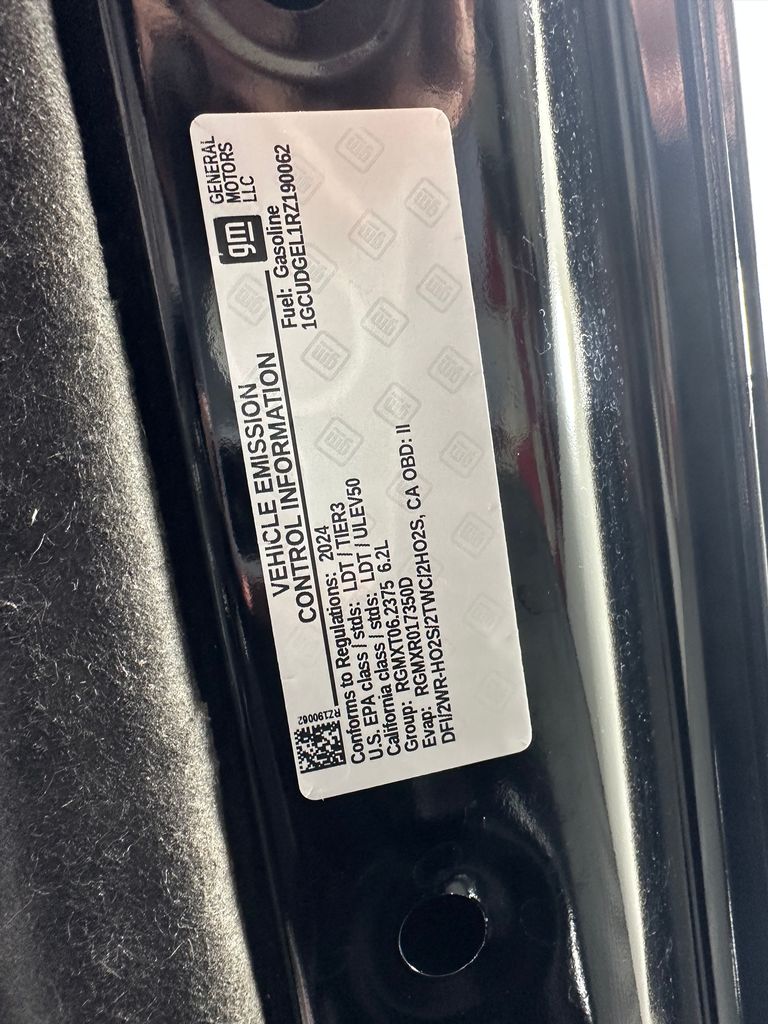 gm
GENERAL
MOTORS
LLC
VEHICLE EMISSION
CONTROL INFORMATION
Fuel: Gasoline
1GCUDGEL1RZ190062
RZ190062
Conforms to Regulations: 2024
U.S. EPA class / stds: LDT / TIER3
California class / stds: LDT / ULEV50
Group: RGMXT06.2375 6.2L
Evap: RGMXR017350D
DFI/2WR-HO2S/2TWC/2HO2S, CA OBD: II